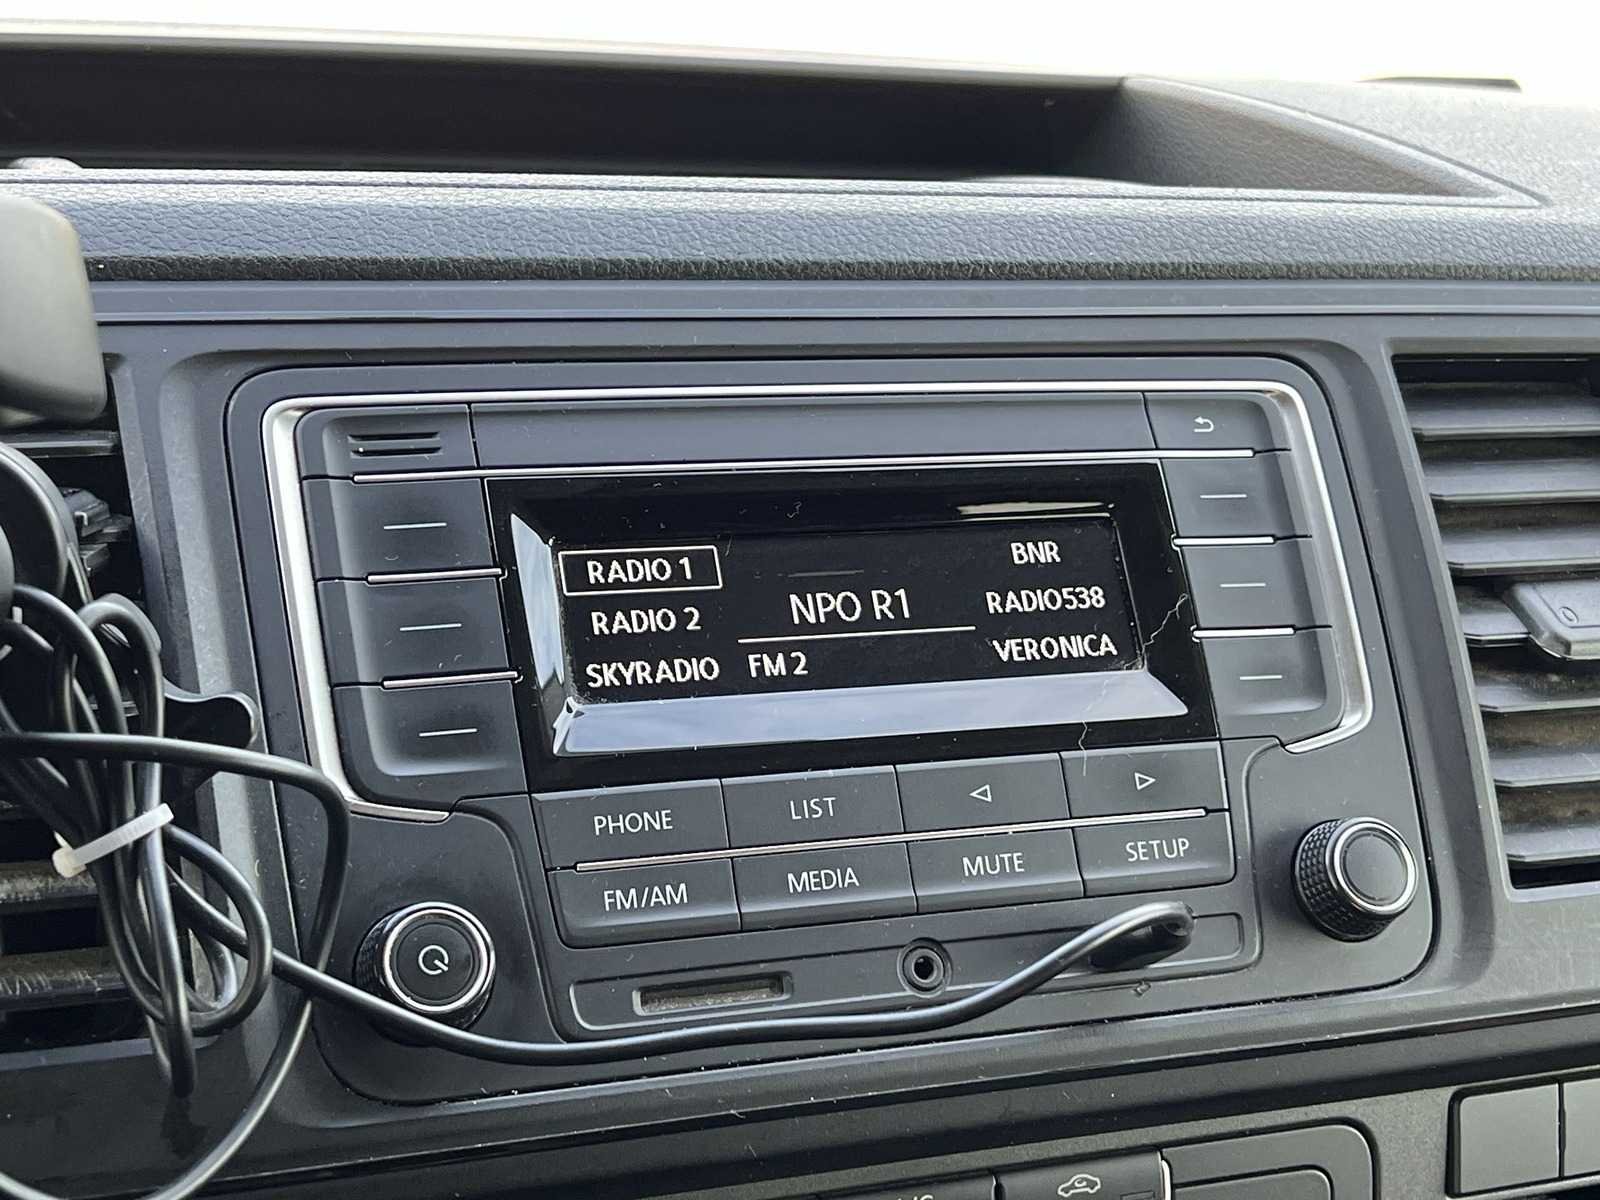 RADIO 1
RADIO 2
SKYRADIO
NPO R1
FM 2
BNR
RADIO538
VERONICA
PHONE
LIST
FM/AM
MEDIA
MUTE
SETUP